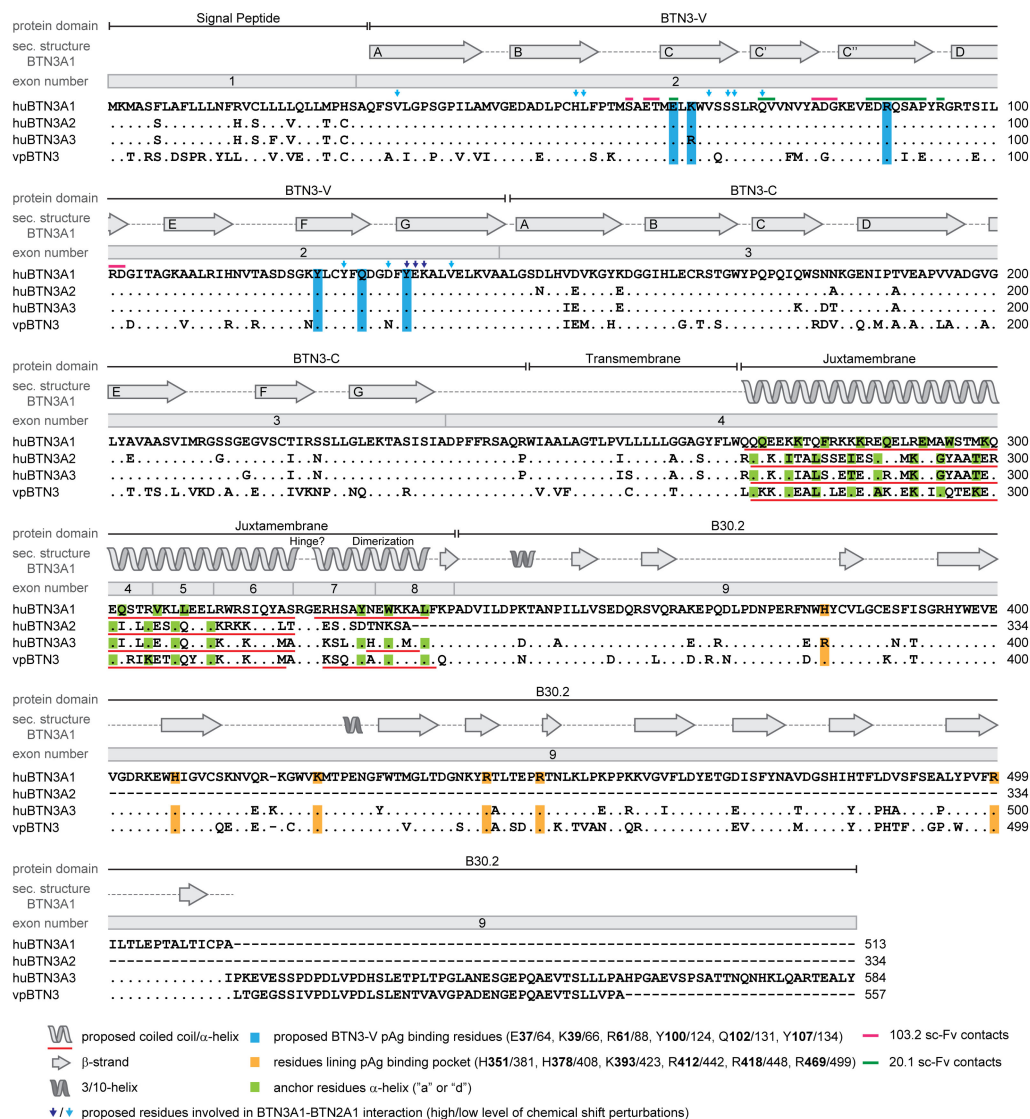 protein domain Signal Peptide BTN3-V
sec. structure BTN3A1 A B C C' C'' D
exon number 1 2
huBTN3A1 MKMASFLAFLLLNFRVCLLLLQLLMPHSAQFSVLGPSGPILAMVGEDADLPCHLFPTMSAETMELKWVSSSLRQVVNVYADGKEVEDRQSAPYRGRTSIL 100
huBTN3A2 .....S........H.S...V...T.C......................................................................... 100
huBTN3A3 .....S........H.S.F.V...T.C......................................R.................................. 100
vpBTN3 ..T.RS.DSPR.YLL...V.VE..T.C...A..I..P..V.VI.....E.....S.K...........Q.......FM..G........I.E...N.... 100
protein domain BTN3-V BTN3-C
sec. structure BTN3A1 E F G A B C D
exon number 2 3
huBTN3A1 RDGITAGKAALRIHNVTASDSGKYLCYFQDGDFYEKALVELKVAALGSDLHVDVKGYKDGGIHLECRSTGWYPQPQIQWSNNKGENIPTVEAPVVADGVG 200
huBTN3A2 ................................................N...E....E..........................A...A........... 200
huBTN3A3 ...................................................IE....E...................K..DT......A........... 200
vpBTN3 ..D.....V....R..R.....N........N...................IEM..H.......G.T.S..........RDV..Q.M.A....LA...A. 200
protein domain BTN3-C Transmembrane Juxtamembrane
sec. structure BTN3A1 E F G
exon number 3 4
huBTN3A1 LYAVAASVIMRGSSGEGVSCTIRSSLLGLEKTASISIADPFFRSAQRWIAALAGTLPVLLLLLGGAGYFLWQQQEEKKTQFRKKKREQELREMAWSTMKQ 300
huBTN3A2 ..E.........G.......I..N......................P................A..S....R..K.ITALSSEIES....MK.GYAATER 300
huBTN3A3 ..E............G....I..N......................P..........IS....A..S....R..K..IALSETE.R....MK.GYAATE. 300
vpBTN3 ..T.TS.L.VKD..A.E...IVKNP..NQ....R..............V.VF......C....T..S....L.KK..EALL.LE.E.AK.EK.I.QTEKE. 300
protein domain Juxtamembrane B30.2
sec. structure BTN3A1 Hinge? Dimerization
exon number 4 5 6 7 8 9
huBTN3A1 EQSTRVKLLEELRWRSIQYASRGERHSAYNEWKKALFKPADVILDPKTANPILLVSEDQRSVQRAKEPQDLPDNPERFNWHYCVLGCESFISGRHYWEVE 400
huBTN3A2 .I.L.ES.Q...KRKK...LT...ES.SDTNKSA------------------------------------------------------------------ 334
huBTN3A3 .I.L.E..Q...K..K.K..MA..KSL..H..M.............D...A..............E..R.........E.R.......N.T......... 400
vpBTN3 ..RIKETQY...K..K.K..MA..KSQ..A.......Q........N......D.......L..D.RN..........D........K..T......... 400
protein domain B30.2
sec. structure BTN3A1
exon number 9
huBTN3A1 VGDRKEWHIGVCSKNVQR-KGWVKMTPENGFWTMGLTDGNKYRTLTEPRTNLKLPKPPKKVGVFLDYETGDISFYNAVDGSHIHTFLDVSFSEALYPVFR 499
huBTN3A2 ---------------------------------------------------------------------------------------------------- 334
huBTN3A3 ................E.K...........Y............A...........E..R...I.......E......T.....Y..PHA....P...... 500
vpBTN3 ............QE..E.-.C............V.....S...A.SD.K.TVAN....QR..........EV.....M.....Y..PHTF..GP.W.... 499
protein domain B30.2
sec. structure BTN3A1
exon number 9
huBTN3A1 ILTLEPTALTICPA---------------------------------------------------------------------- 513
huBTN3A2 ------------------------------------------------------------------------------------ 334
huBTN3A3 .............IPKEVESSPDPDLVPDHSLETPLTPGLANESGEPQAEVTSLLLPAHPGAEVSPSATTNQNHKLQARTEALY 584
vpBTN3 ..............LTGEGSSIVPDLVPDLSLENTVAVGPADENGEPQAEVTSLLVPA-------------------------- 557
proposed coiled coil/α-helix
β-strand
3/10-helix
proposed BTN3-V pAg binding residues (E37/64, K39/66, R61/88, Y100/124, Q102/131, Y107/134)
residues lining pAg binding pocket (H351/381, H378/408, K393/423, R412/442, R418/448, R469/499)
anchor residues α-helix ("a" or "d")
103.2 sc-Fv contacts
20.1 sc-Fv contacts
/ proposed residues involved in BTN3A1-BTN2A1 interaction (high/low level of chemical shift perturbations)